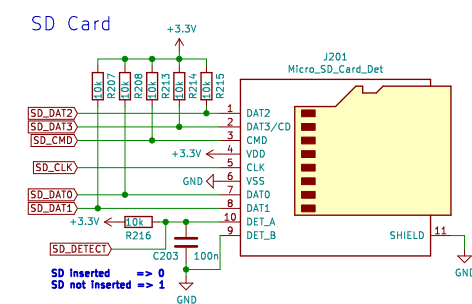 SD Card
+3.3V
J201
Micro_SD_Card_Det
10k R207
10k R208
10k R213
10k R214
10k R215
SD_DAT2 1 DAT2
SD_DAT3 2 DAT3/CD
SD_CMD 3 CMD
+3.3V 4 VDD
SD_CLK 5 CLK
GND 6 VSS
SD_DAT0 7 DAT0
SD_DAT1 8 DAT1
+3.3V 10k 10 DET_A
R216
9 DET_B
SHIELD 11
SD_DETECT
C203 100n
GND
SD inserted => 0
SD not inserted => 1
GND